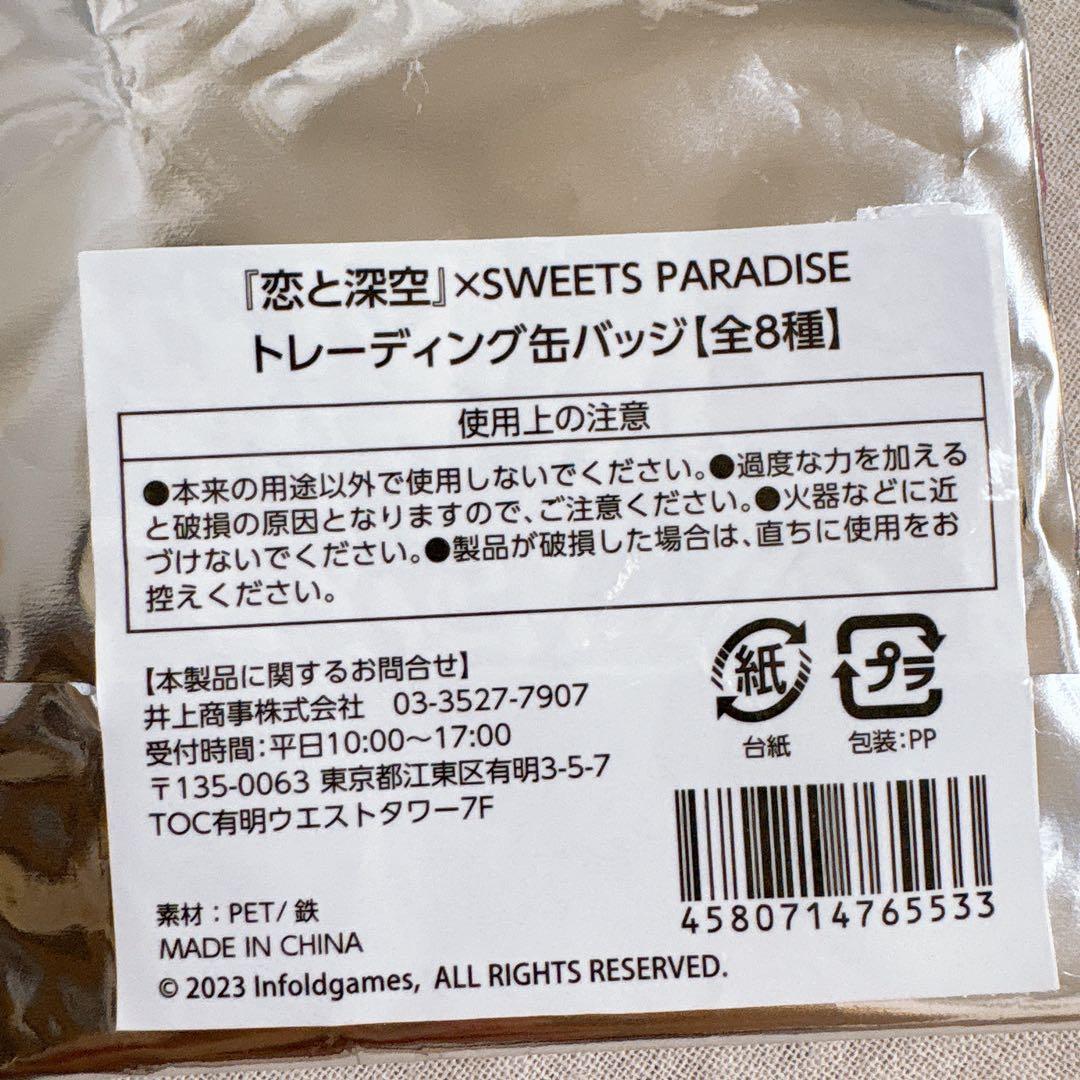 『恋と深空』×SWEETS PARADISE
トレーディング缶バッジ【全8種】
使用上の注意
●本来の用途以外で使用しないでください。●過度な力を加える
と破損の原因となりますので、ご注意ください。●火器などに近
づけないでください。●製品が破損した場合は、直ちに使用をお
控えください。
【本製品に関するお問合せ】
井上商事株式会社　03-3527-7907
受付時間：平日10:00～17:00
〒135-0063 東京都江東区有明3-5-7
TOC有明ウエストタワー7F
紙
台紙
プラ
包装：PP
4580714765533
素材：PET/ 鉄
MADE IN CHINA
© 2023 Infoldgames, ALL RIGHTS RESERVED.